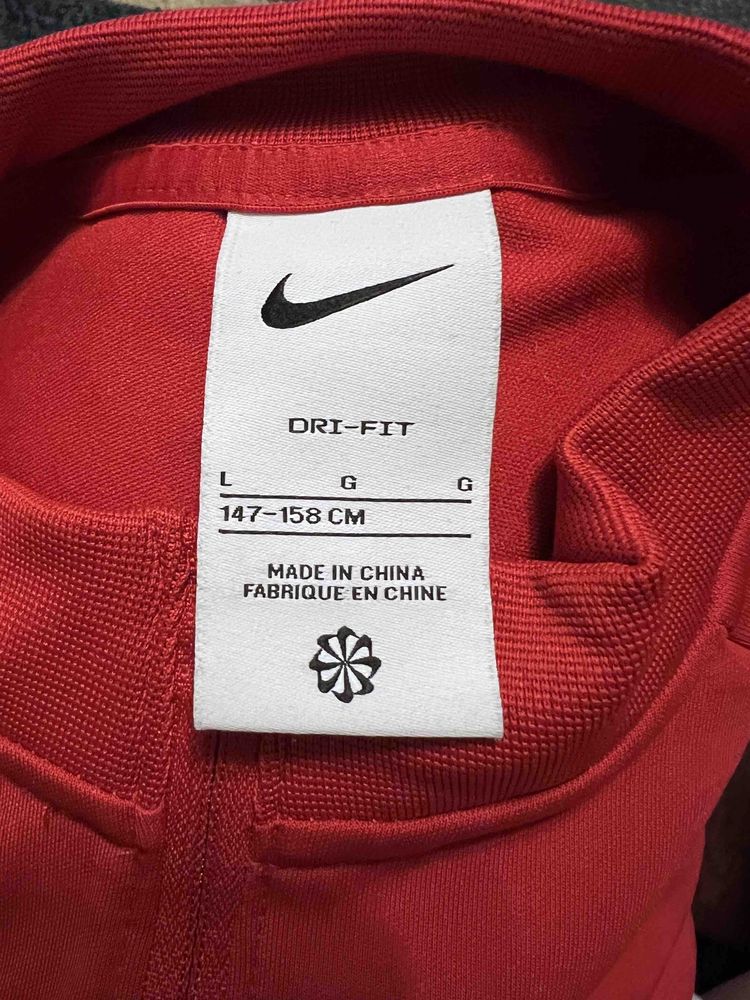 DRI-FIT
L G G
147-158 CM
MADE IN CHINA
FABRIQUE EN CHINE